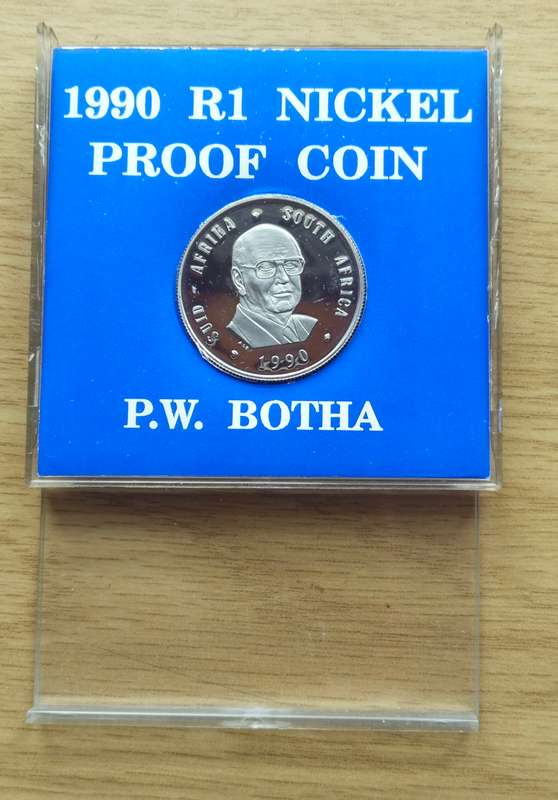 1990 R1 NICKEL
PROOF COIN
SUID - AFRIKA • SOUTH AFRICA
1990
P.W. BOTHA